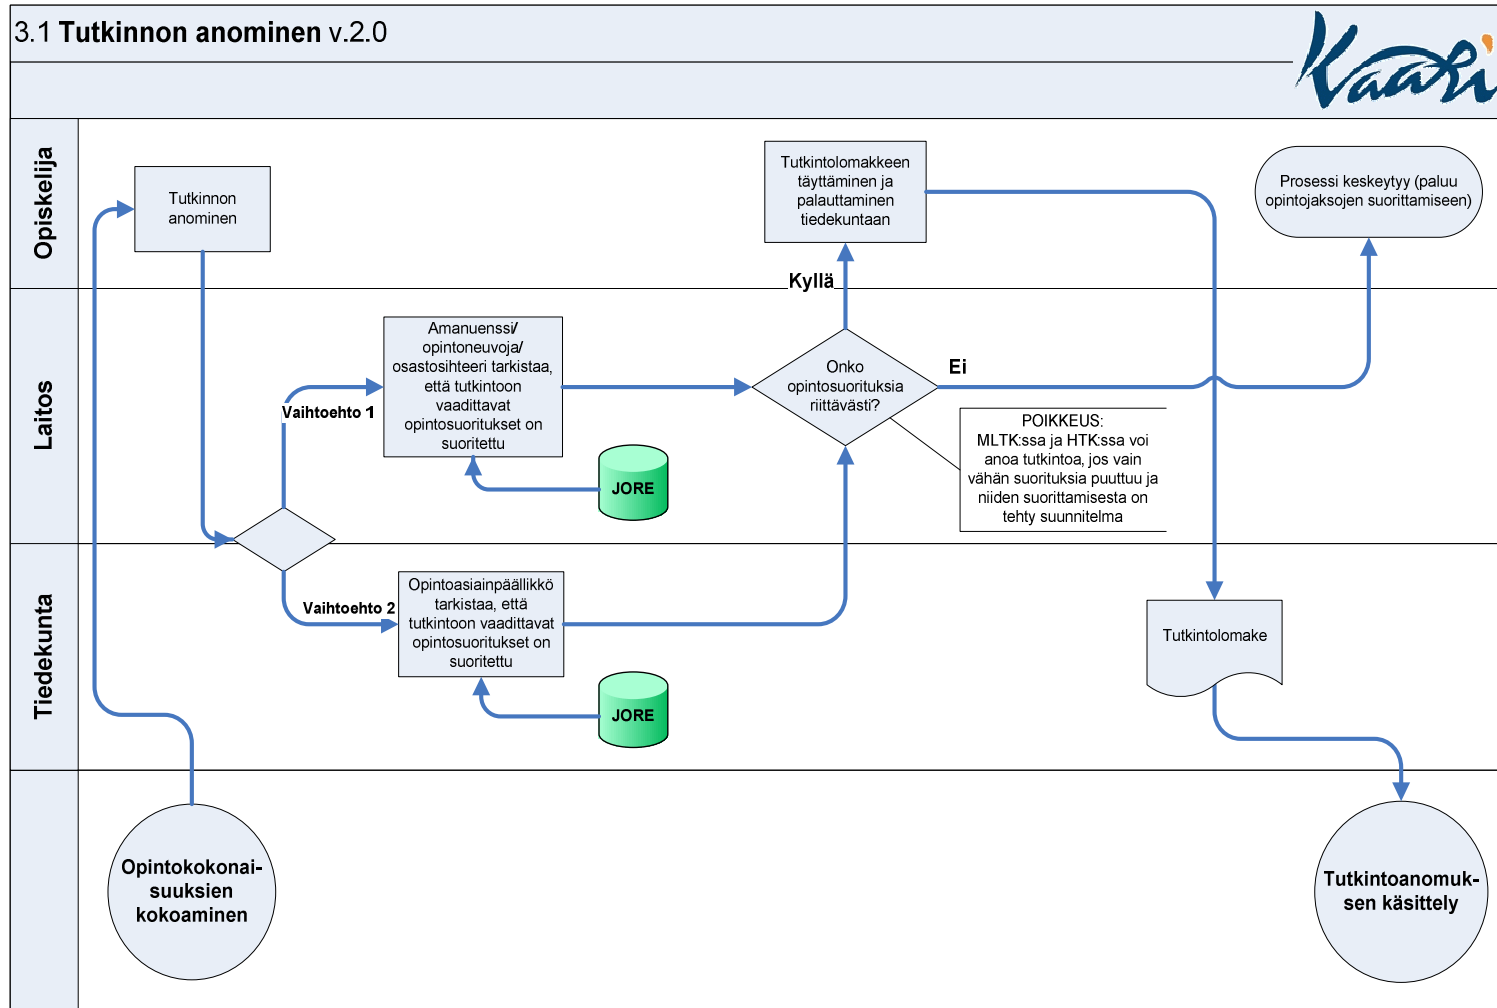 3.1 Tutkinnon anominen v.2.0
Kaari
Opiskelija
Tutkinnon
anominen
Tutkintolomakkeen
täyttäminen ja
palauttaminen
tiedekuntaan
Prosessi keskeytyy (paluu
opintojaksojen suorittamiseen)
Kyllä
Laitos
Amanuenssi/
opintoneuvoja/
osastosihteeri tarkistaa,
että tutkintoon
vaadittavat
opintosuoritukset on
suoritettu
Vaihtoehto 1
JORE
Onko
opintosuorituksia
riittävästi?
Ei
POIKKEUS:
MLTK:ssa ja HTK:ssa voi
anoa tutkintoa, jos vain
vähän suorituksia puuttuu ja
niiden suorittamisesta on
tehty suunnitelma
Tiedekunta
Vaihtoehto 2
Opintoasiainpäällikkö
tarkistaa, että
tutkintoon vaadittavat
opintosuoritukset on
suoritettu
JORE
Tutkintolomake
Opintokokonai-
suuksien
kokoaminen
Tutkintoanomuk-
sen käsittely